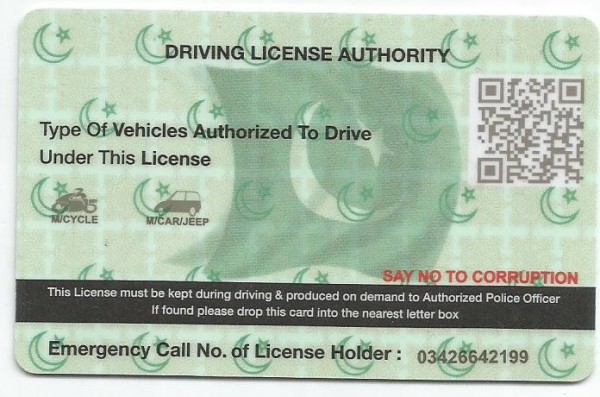 DRIVING LICENSE AUTHORITY
Type Of Vehicles Authorized To Drive
Under This License
M/CYCLE
M/CAR/JEEP
SAY NO TO CORRUPTION
This License must be kept during driving & produced on demand to Authorized Police Officer
If found please drop this card into the nearest letter box
Emergency Call No. of License Holder : 03426642199